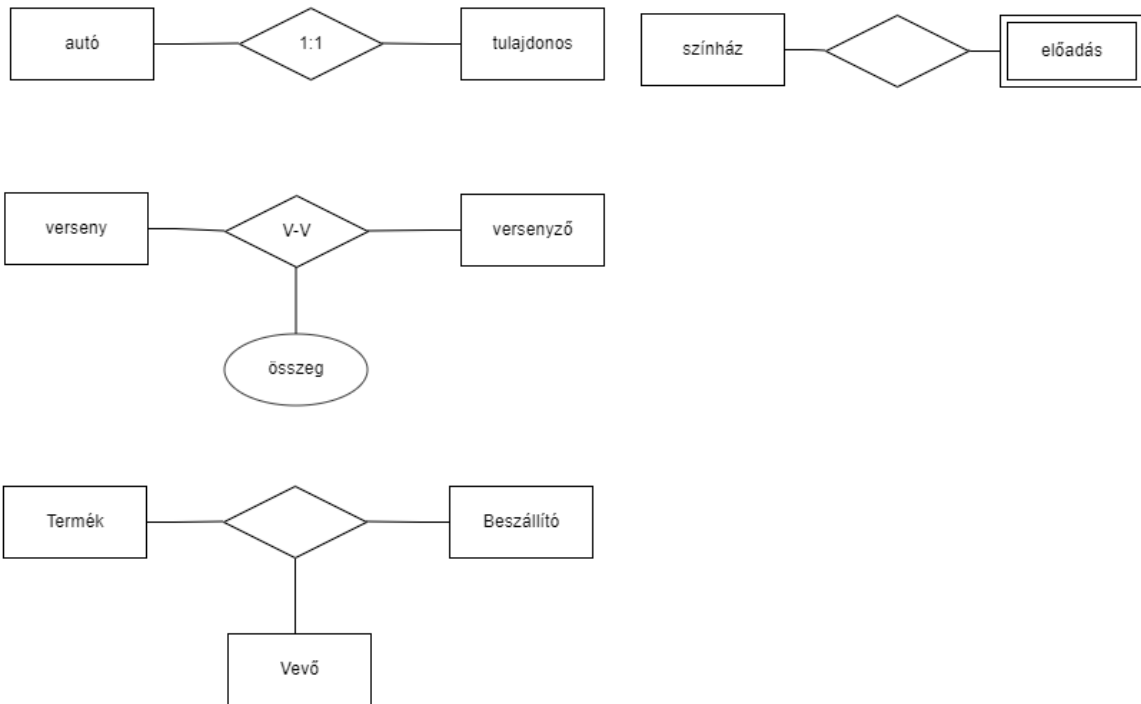 autó
1:1
tulajdonos
színház
előadás
verseny
V-V
versenyző
összeg
Termék
Beszállító
Vevő